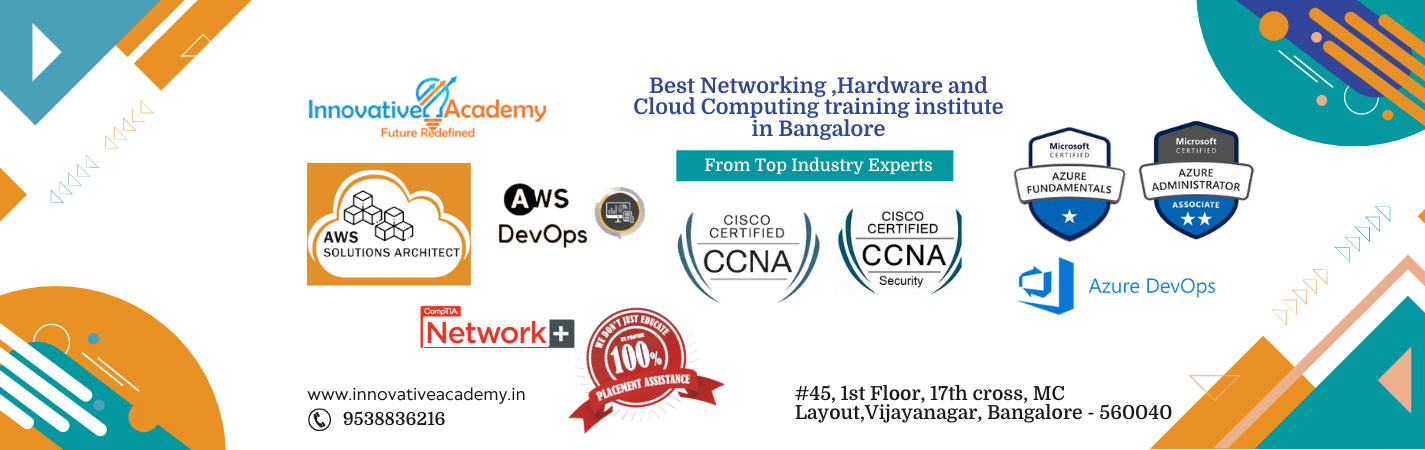 Innovative Academy
Future Redefined
Best Networking ,Hardware and
Cloud Computing training institute
in Bangalore
From Top Industry Experts
AWS
SOLUTIONS ARCHITECT
AWS
DevOps
CISCO
CERTIFIED
CCNA
CISCO
CERTIFIED
CCNA
Security
Microsoft
CERTIFIED
AZURE
FUNDAMENTALS
Microsoft
CERTIFIED
AZURE
ADMINISTRATOR
ASSOCIATE
Azure DevOps
CompTIA
Network+
WE DON'T JUST EDUCATE
WE PROVIDE
100%
PLACEMENT ASSISTANCE
www.innovativeacademy.in
9538836216
#45, 1st Floor, 17th cross, MC
Layout,Vijayanagar, Bangalore - 560040